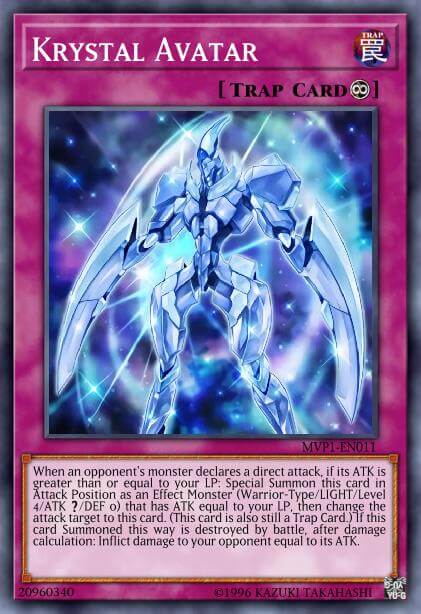 KRYSTAL AVATAR
TRAP
罠
[TRAP CARD]
MVP1-EN011
When an opponent's monster declares a direct attack, if its ATK is
greater than or equal to your LP: Special Summon this card in
Attack Position as an Effect Monster (Warrior-Type/LIGHT/Level
4/ATK ?/DEF 0) that has ATK equal to your LP, then change the
attack target to this card. (This card is also still a Trap Card.) If this
card Summoned this way is destroyed by battle, after damage
calculation: Inflict damage to your opponent equal to its ATK.
20960340
©1996 KAZUKI TAKAHASHI